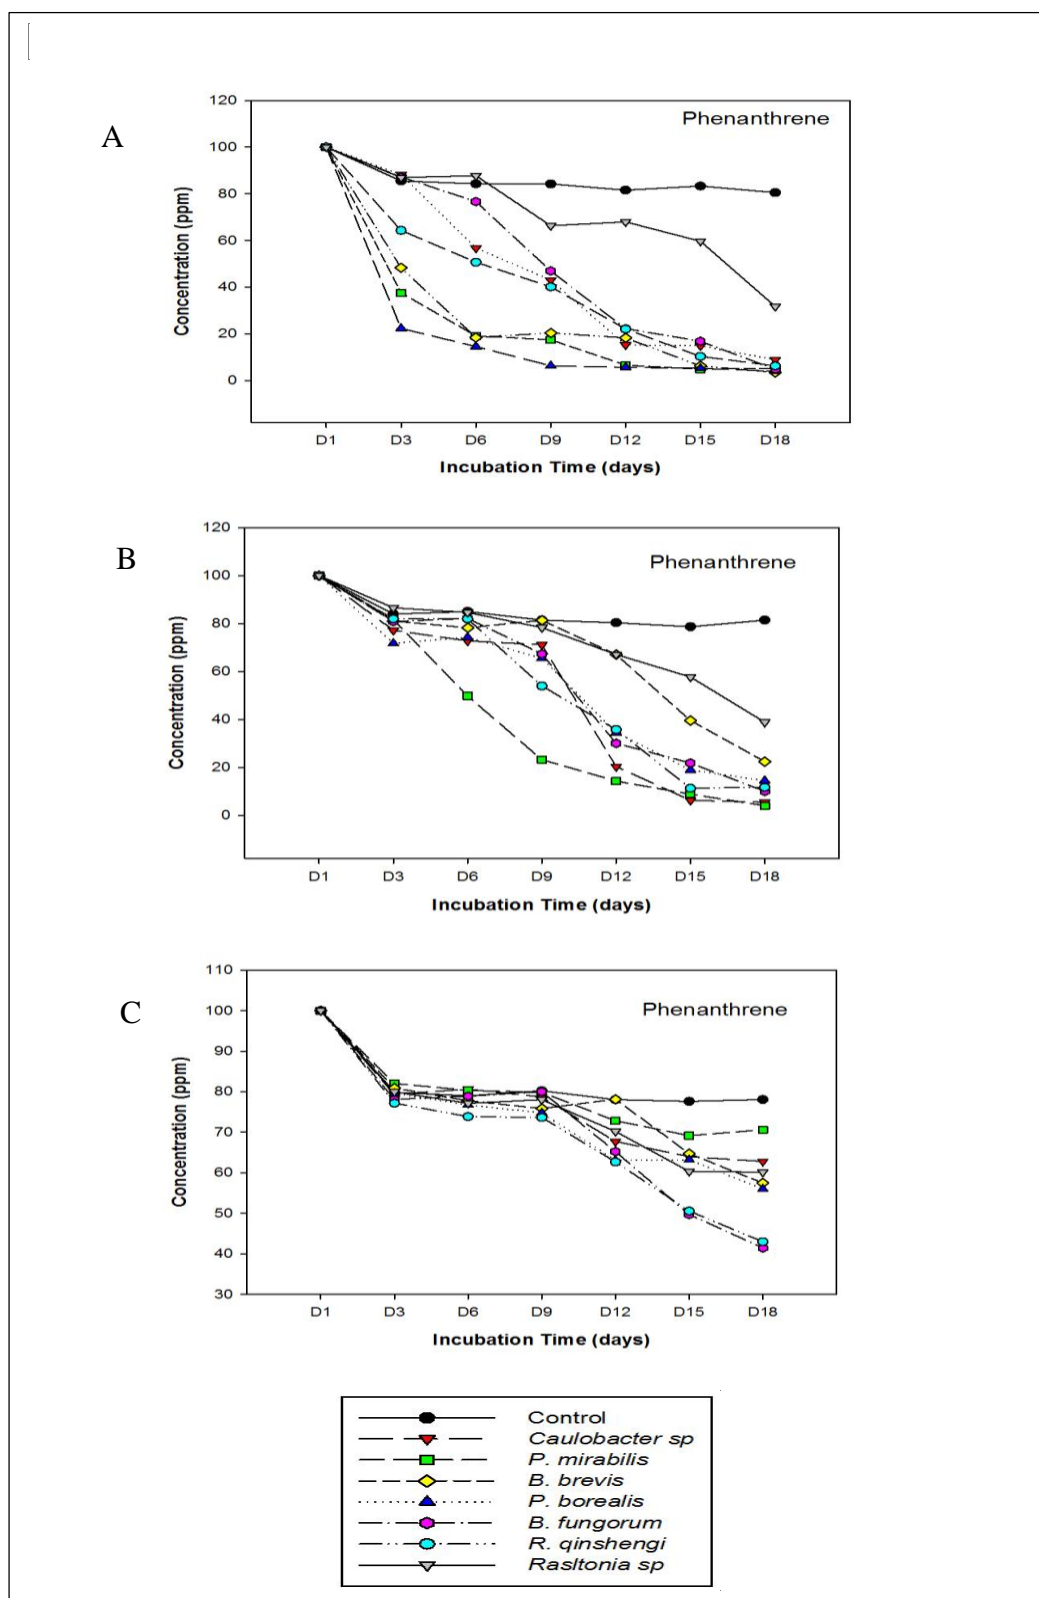 A
Phenanthrene
Concentration (ppm)
120
100
80
60
40
20
0
D1 D3 D6 D9 D12 D15 D18
Incubation Time (days)
B
Phenanthrene
Concentration (ppm)
120
100
80
60
40
20
0
D1 D3 D6 D9 D12 D15 D18
Incubation Time (days)
C
Phenanthrene
Concentration (ppm)
110
100
90
80
70
60
50
40
30
D1 D3 D6 D9 D12 D15 D18
Incubation Time (days)
Control
Caulobacter sp
P. mirabilis
B. brevis
P. borealis
B. fungorum
R. qinshengi
Rasltonia sp